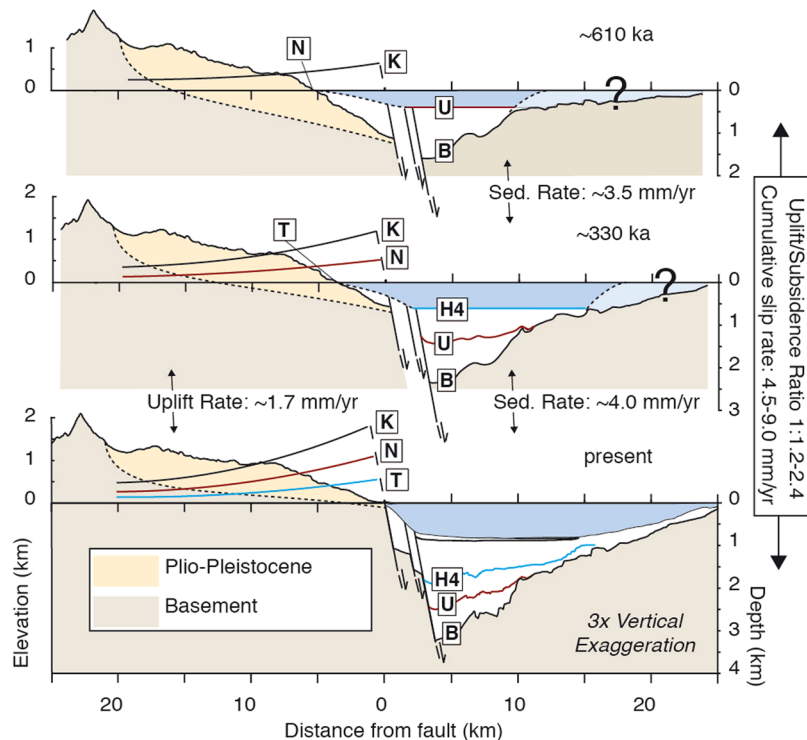 ~610 ka
N
K
1
0
0
U
?
1
B
2
Sed. Rate: ~3.5 mm/yr
2
~330 ka
K
T
N
1
0
0
?
H4
1
U
2
B
3
Uplift Rate: ~1.7 mm/yr
Sed. Rate: ~4.0 mm/yr
2
K
present
1
N
T
0
0
1
H4
2
U
B
3
4
Plio-Pleistocene
Basement
3x Vertical
Exaggeration
Elevation (km)
Depth (km)
20
10
0
10
20
Distance from fault (km)
Uplift/Subsidence Ratio 1:1.2-2.4
Cumulative slip rate: 4.5-9.0 mm/yr